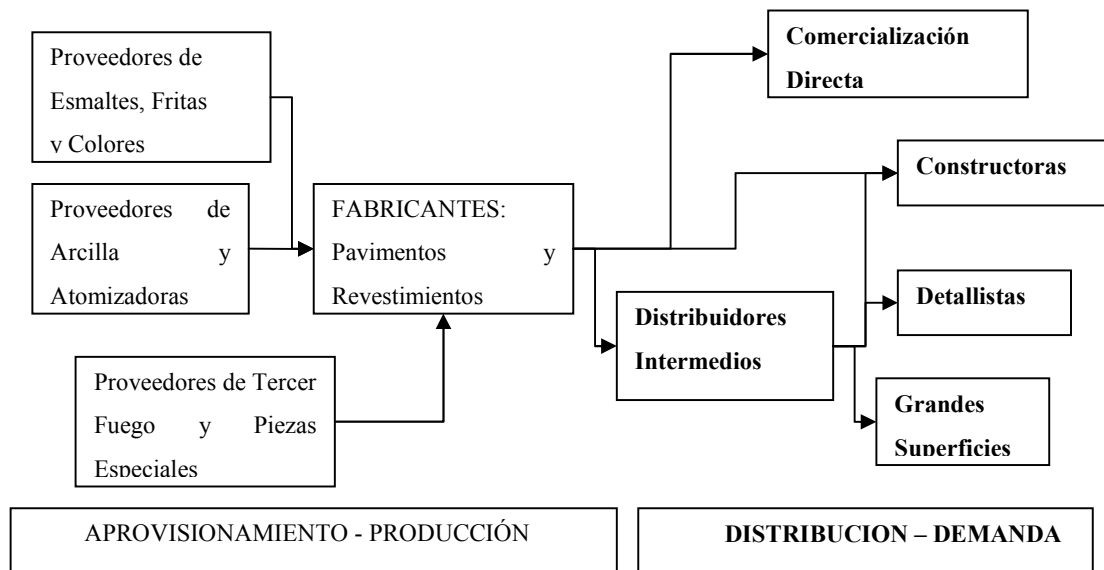 Proveedores de
Esmaltes, Fritas
y Colores
Proveedores de
Arcilla y
Atomizadoras
Proveedores de Tercer
Fuego y Piezas
Especiales
FABRICANTES:
Pavimentos y
Revestimientos
Comercialización
Directa
Constructoras
Distribuidores
Intermedios
Detallistas
Grandes
Superficies
APROVISIONAMIENTO - PRODUCCIÓN
DISTRIBUCION – DEMANDA